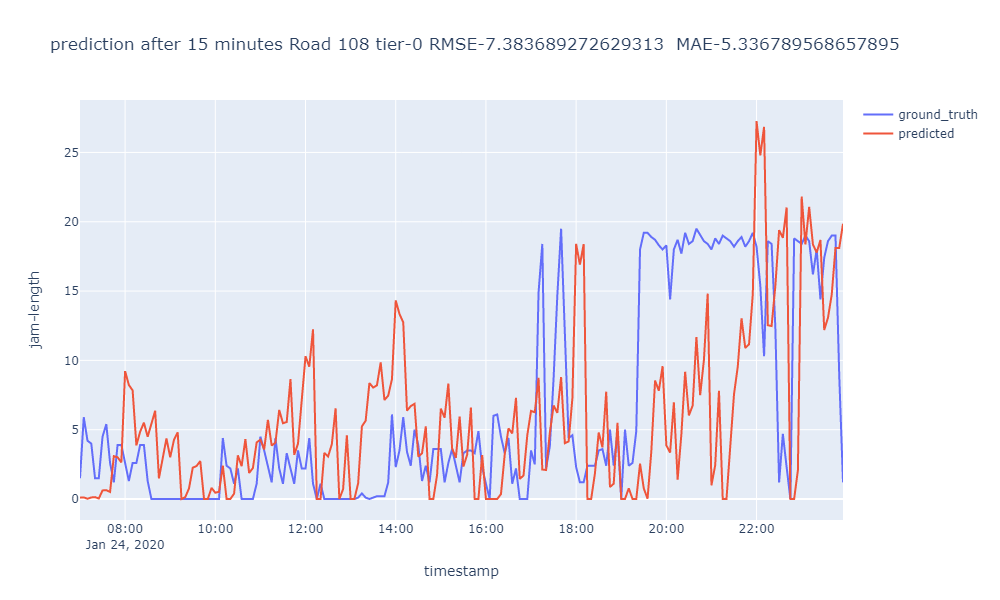 prediction after 15 minutes Road 108 tier-0 RMSE-7.383689272629313  MAE-5.336789568657895
ground_truth
predicted
25
20
15
10
5
0
jam-length
08:00 10:00 12:00 14:00 16:00 18:00 20:00 22:00
Jan 24, 2020
timestamp